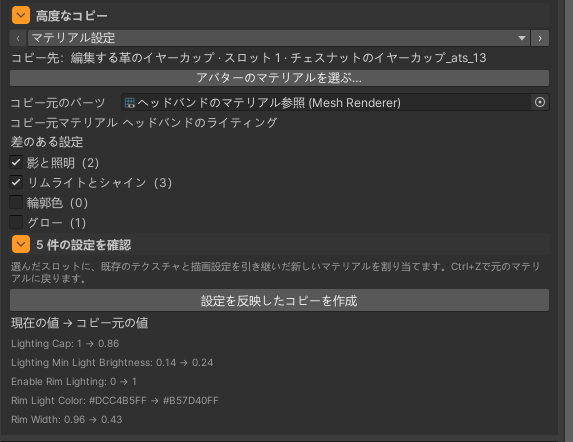 高度なコピー
‹ マテリアル設定 ›
コピー先: 編集する革のイヤーカップ · スロット 1 · チェスナットのイヤーカップ_ats_13
アバターのマテリアルを選ぶ...
コピー元のパーツ ヘッドバンドのマテリアル参照 (Mesh Renderer)
コピー元マテリアル ヘッドバンドのライティング
差のある設定
影と照明（2）
リムライトとシャイン（3）
輪郭色（0）
グロー（1）
5 件の設定を確認
選んだスロットに、既存のテクスチャと描画設定を引き継いだ新しいマテリアルを割り当てます。Ctrl+Zで元のマテリ
アルに戻ります。
設定を反映したコピーを作成
現在の値 → コピー元の値
Lighting Cap: 1 → 0.86
Lighting Min Light Brightness: 0.14 → 0.24
Enable Rim Lighting: 0 → 1
Rim Light Color: #DCC4B5FF → #B57D40FF
Rim Width: 0.96 → 0.43